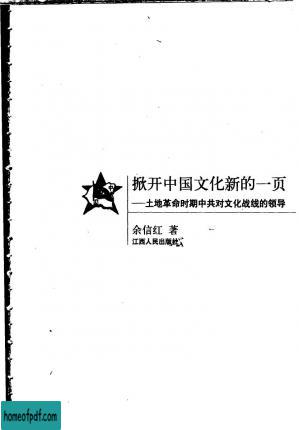 掀开中国文化新的一页
——土地革命时期中共对文化战线的领导
余信红 著
江西人民出版社
homeofpdf.com